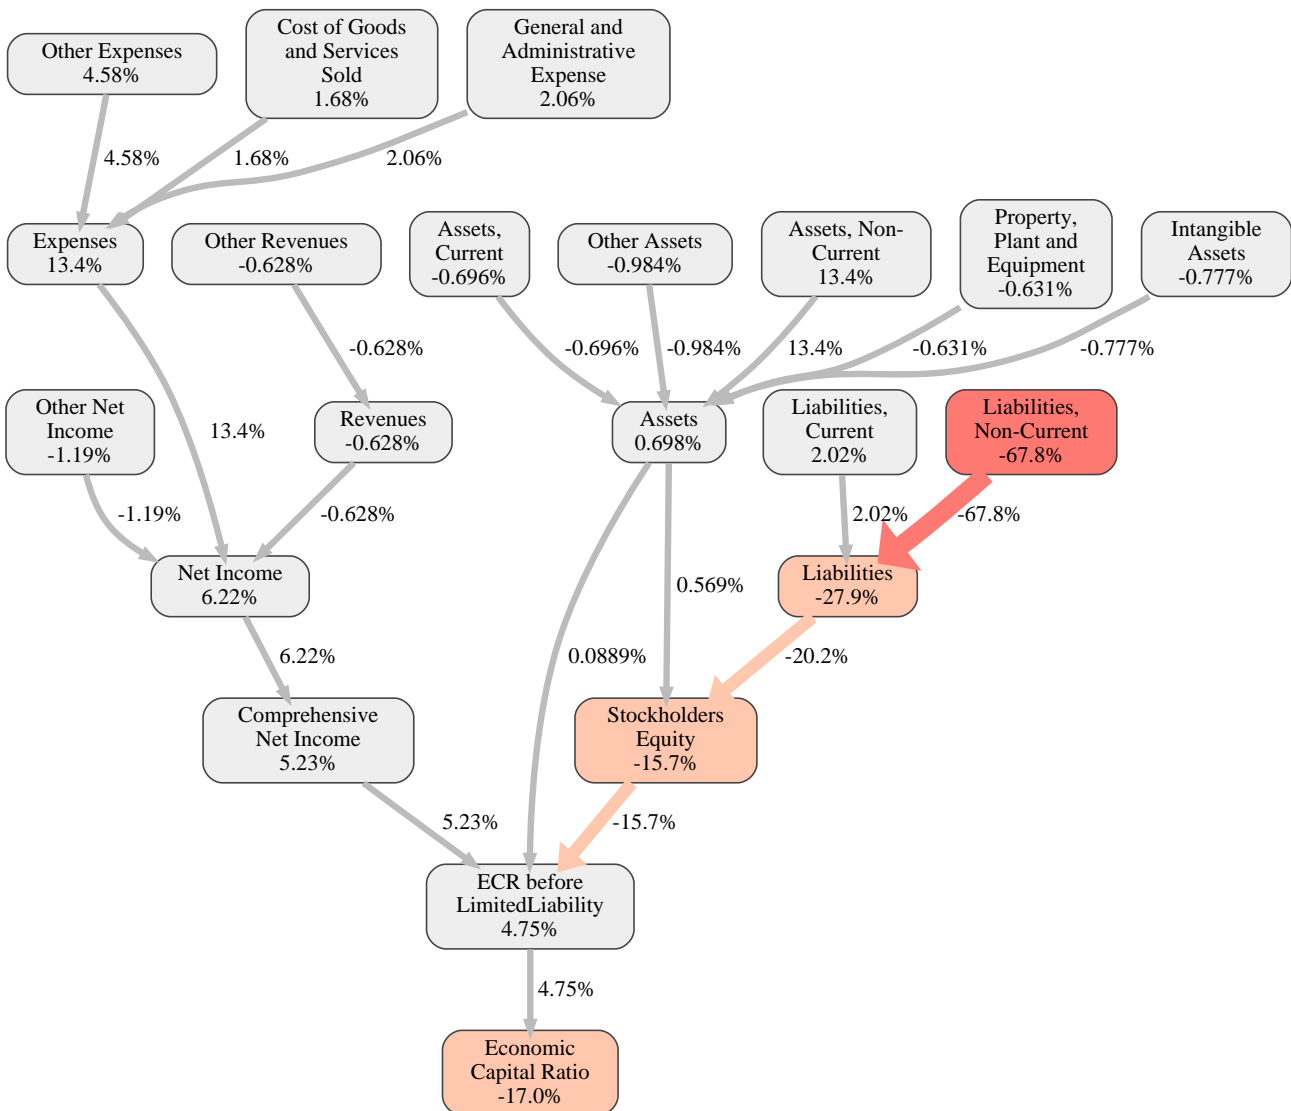 Other Expenses
4.58%
Cost of Goods
and Services
Sold
1.68%
General and
Administrative
Expense
2.06%
4.58%
1.68%
2.06%
Expenses
13.4%
Other Revenues
-0.628%
Assets,
Current
-0.696%
Other Assets
-0.984%
Assets, Non-
Current
13.4%
Property,
Plant and
Equipment
-0.631%
Intangible
Assets
-0.777%
-0.628%
-0.696%
-0.984%
13.4%
-0.631%
-0.777%
Other Net
Income
-1.19%
13.4%
Revenues
-0.628%
Assets
0.698%
Liabilities,
Current
2.02%
Liabilities,
Non-Current
-67.8%
-1.19%
-0.628%
2.02%
-67.8%
Net Income
6.22%
0.569%
Liabilities
-27.9%
6.22%
0.0889%
-20.2%
Comprehensive
Net Income
5.23%
Stockholders
Equity
-15.7%
5.23%
-15.7%
ECR before
LimitedLiability
4.75%
4.75%
Economic
Capital Ratio
-17.0%